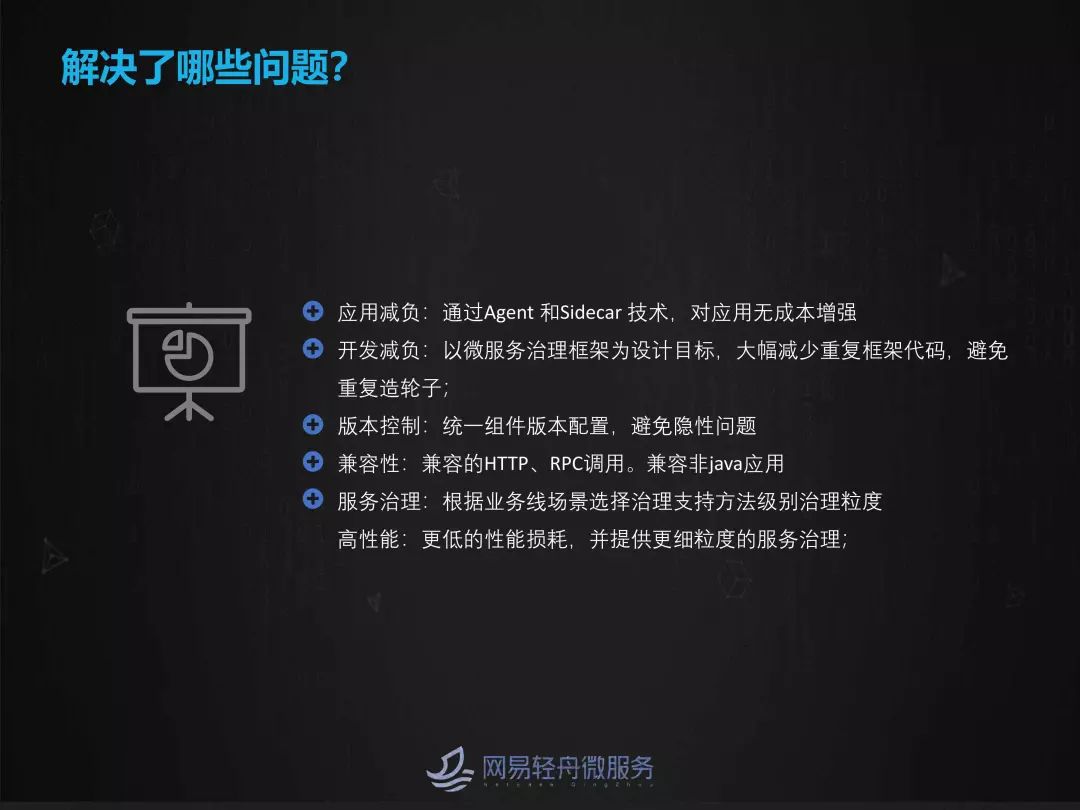 解决了哪些问题?
应用减负：通过Agent 和Sidecar 技术，对应用无成本增强
开发减负：以微服务治理框架为设计目标，大幅减少重复框架代码，避免
重复造轮子；
版本控制：统一组件版本配置，避免隐性问题
兼容性：兼容的HTTP、RPC调用。兼容非java应用
服务治理：根据业务线场景选择治理支持方法级别治理粒度
高性能：更低的性能损耗，并提供更细粒度的服务治理；
网易轻舟微服务